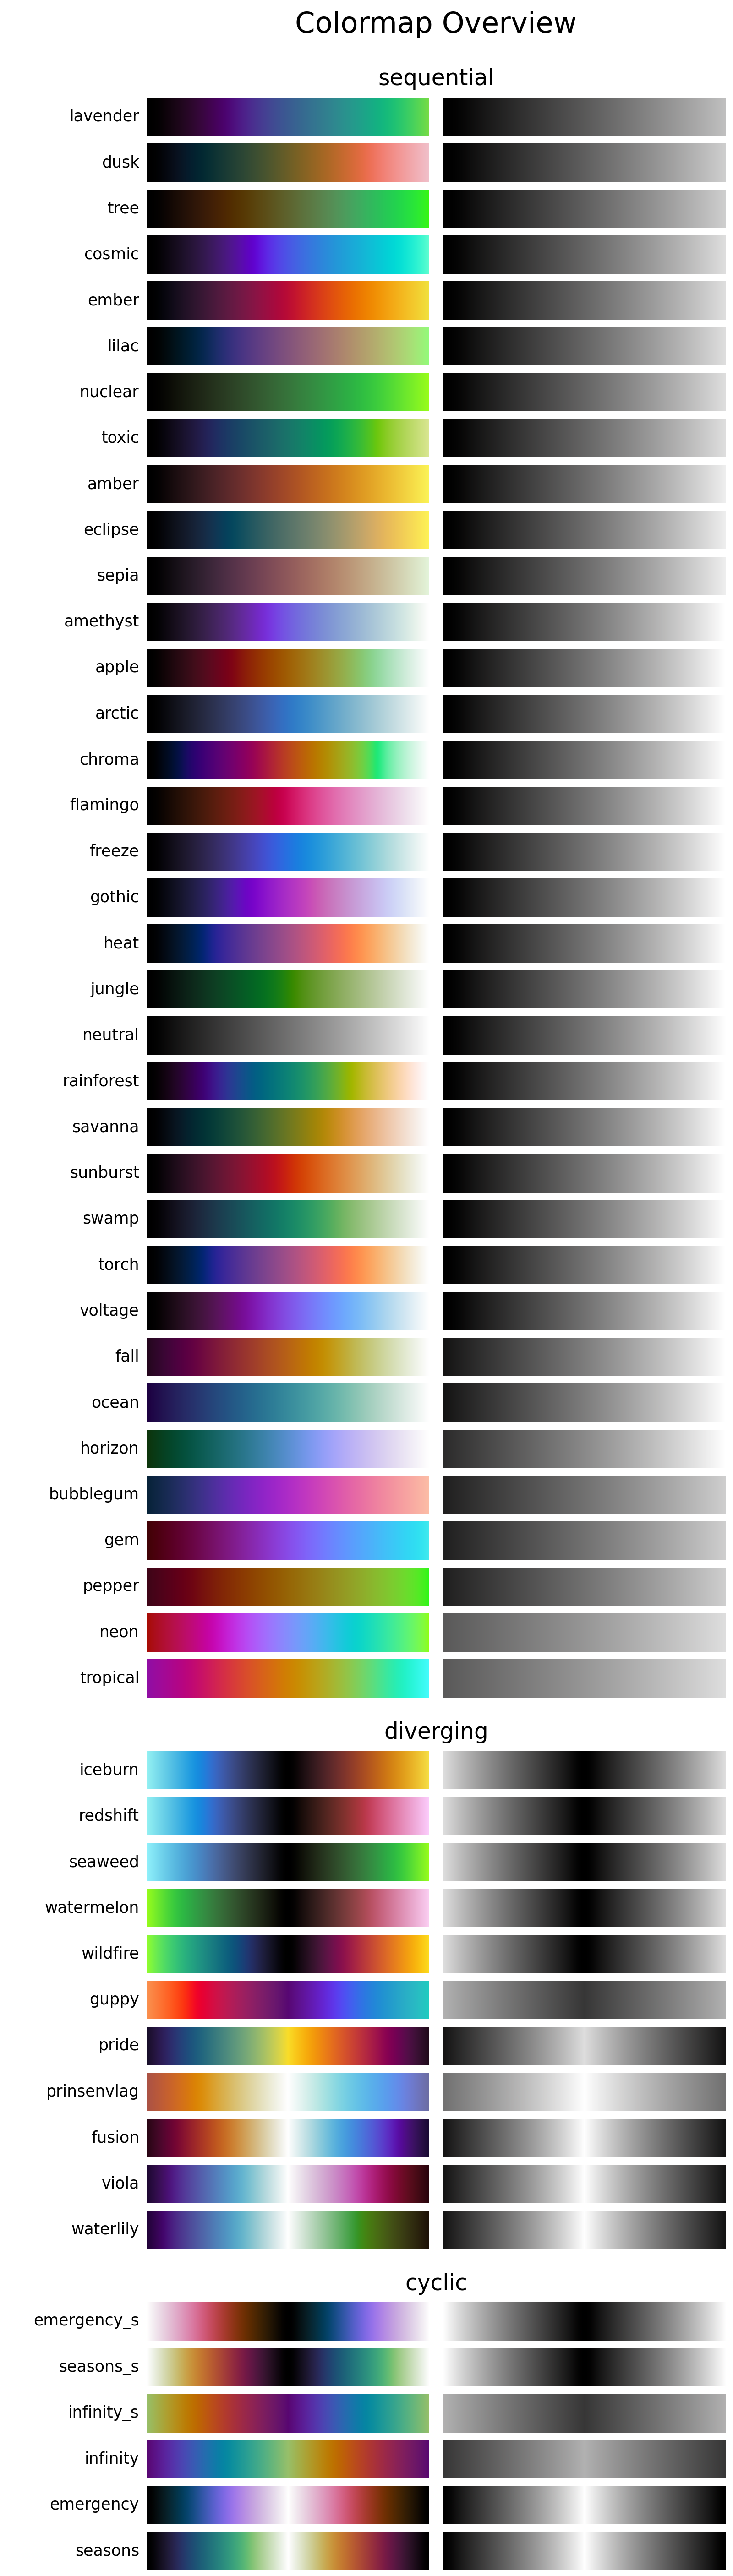 Colormap Overview
sequential
lavender
dusk
tree
cosmic
ember
lilac
nuclear
toxic
amber
eclipse
sepia
amethyst
apple
arctic
chroma
flamingo
freeze
gothic
heat
jungle
neutral
rainforest
savanna
sunburst
swamp
torch
voltage
fall
ocean
horizon
bubblegum
gem
pepper
neon
tropical
diverging
iceburn
redshift
seaweed
watermelon
wildfire
guppy
pride
prinsenvlag
fusion
viola
waterlily
cyclic
emergency_s
seasons_s
infinity_s
infinity
emergency
seasons